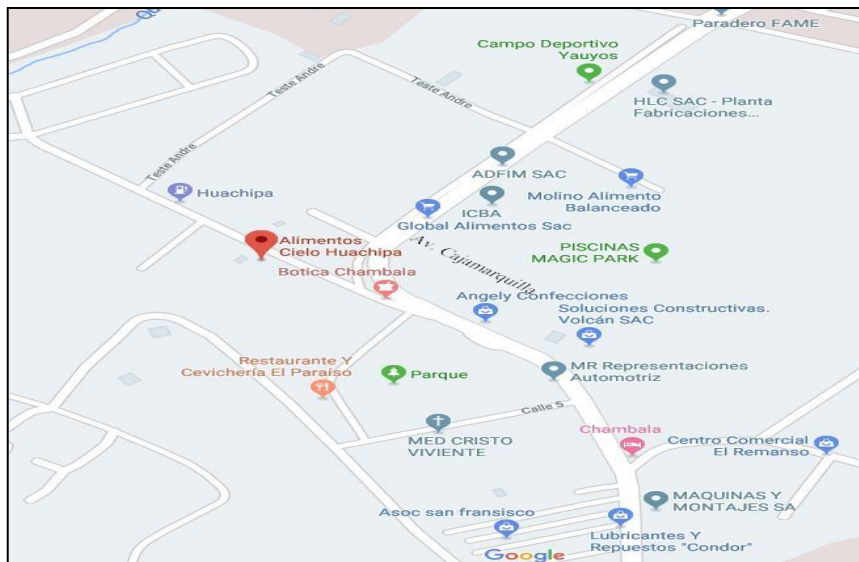 Qu
Paradero FAME
Campo Deportivo
Yauyos
Teste Andre
Teste Andre
HLC SAC - Planta
Fabricaciones...
Teste Andre
ADFIM SAC
Huachipa
ICBA
Molino Alimento
Balanceado
Global Alimentos Sac
Alimentos
Cielo Huachipa
Av. Cajamarquilla
PISCINAS
MAGIC PARK
Botica Chambala
Angely Confecciones
Soluciones Constructivas.
Volcán SAC
Restaurante Y
Cevichería El Paraíso
Parque
MR Representaciones
Automotriz
Calle 5
MED CRISTO
VIVIENTE
Chambala
Centro Comercial
El Remanso
MAQUINAS Y
MONTAJES SA
Asoc san fransisco
Lubricantes Y
Repuestos "Condor"
Google